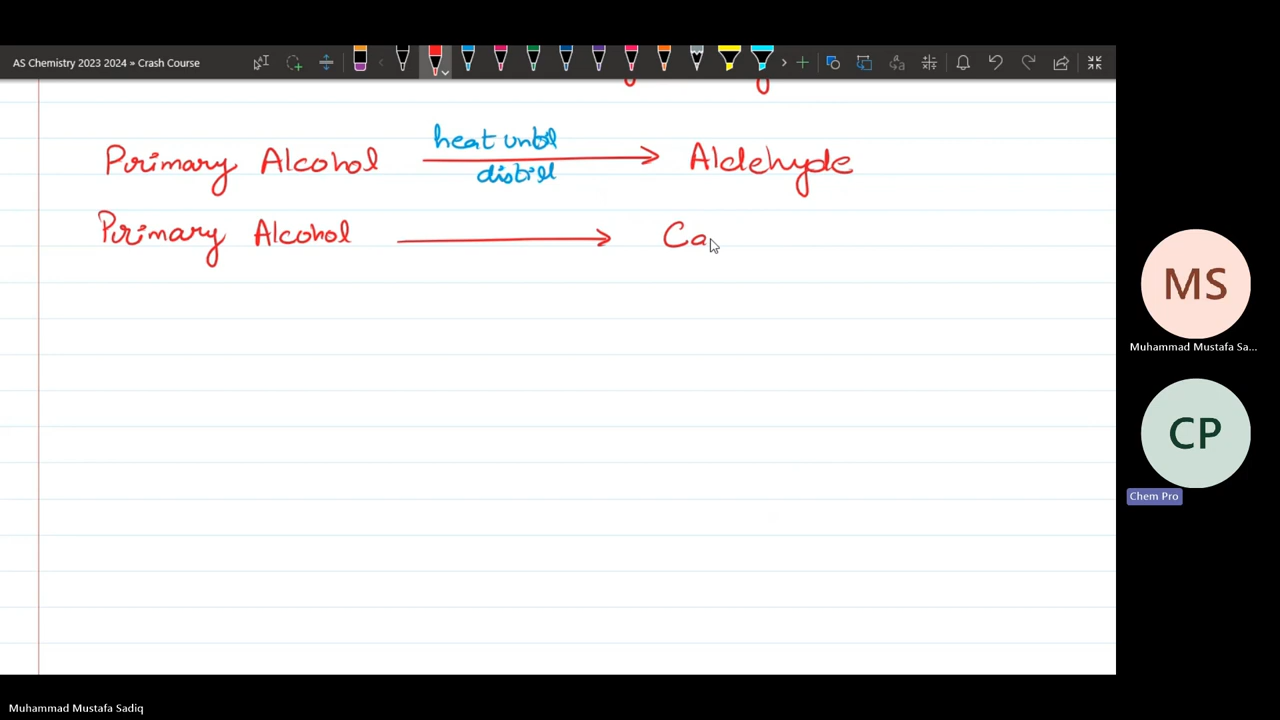 AS Chemistry 2023 2024 » Crash Course
heat until
Primary Alcohol → Aldehyde
distill
Primary Alcohol → Ca
MS
Muhammad Mustafa Sa...
CP
Chem Pro
Muhammad Mustafa Sadiq